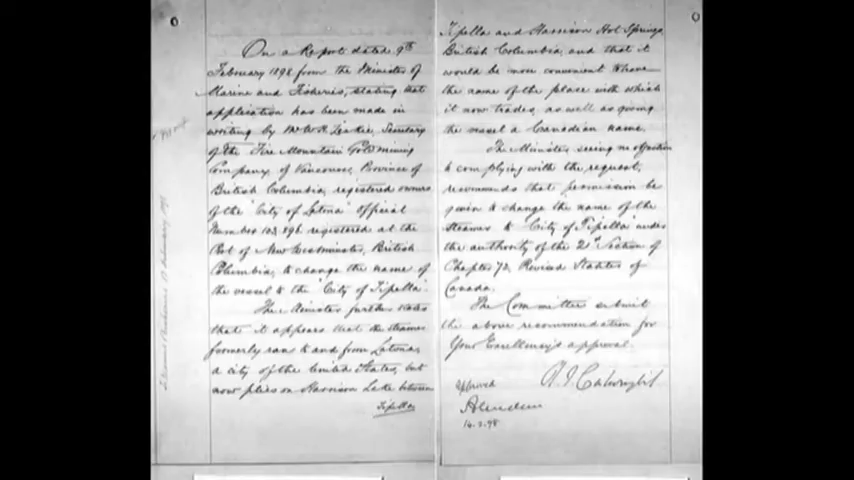 On a Report dated 9th
February 1898 from the Minister of
Marine and Fisheries, stating that
application has been made in
writing by Mr W.R. Leakie, Secretary
of the Fire Mountain Gold mining
Company, of Vancouver, Province of
British Columbia, registered owners
of the "City of Latona" Official
Number 103,896 registered at the
Port of New Westminster, British
Columbia, to change the name of
the vessel to the "City of Tipella".
The Minister further states
that it appears that the steamer
formerly ran to and from Latona,
a city of the United States, but
now plies on Harrison Lake between
Tipella
Tipella and Harrison Hot Springs,
British Columbia, and that it
would be more convenient to have
the name of the place with which
it now trades, as well as giving
the vessel a Canadian name.
The Minister, seeing no objection
to complying with the request,
recommends that permission be
given to change the name of the
steamer to "City of Tipella" under
the authority of the 21st Section of
Chapter 72, Revised Statutes of
Canada.
The Committee submit
the above recommendation for
Your Excellency's approval.
R J Cartwright
Approved
Aberdeen
14.2.98